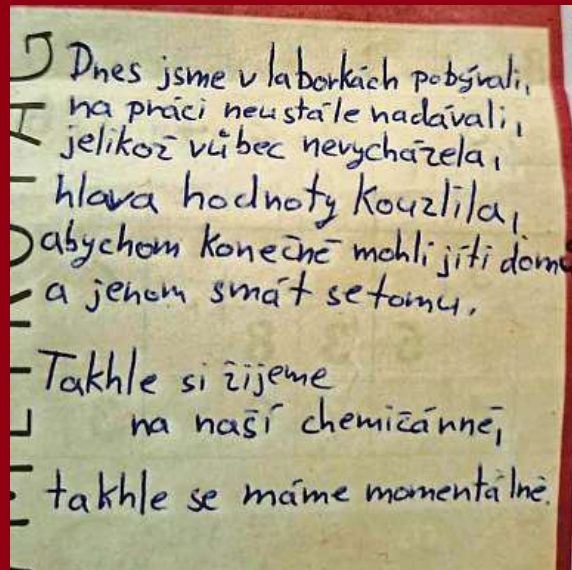 Dnes jsme v laborkách pobývali,
na práci neustále nadávali,
jelikož vůbec nevycházela,
hlava hodnoty kouzlila,
abychom konečně mohli jíti domů
a jenom smát se tomu.
Takhle si žijeme
na naší chemičánně,
takhle se máme momentálně.